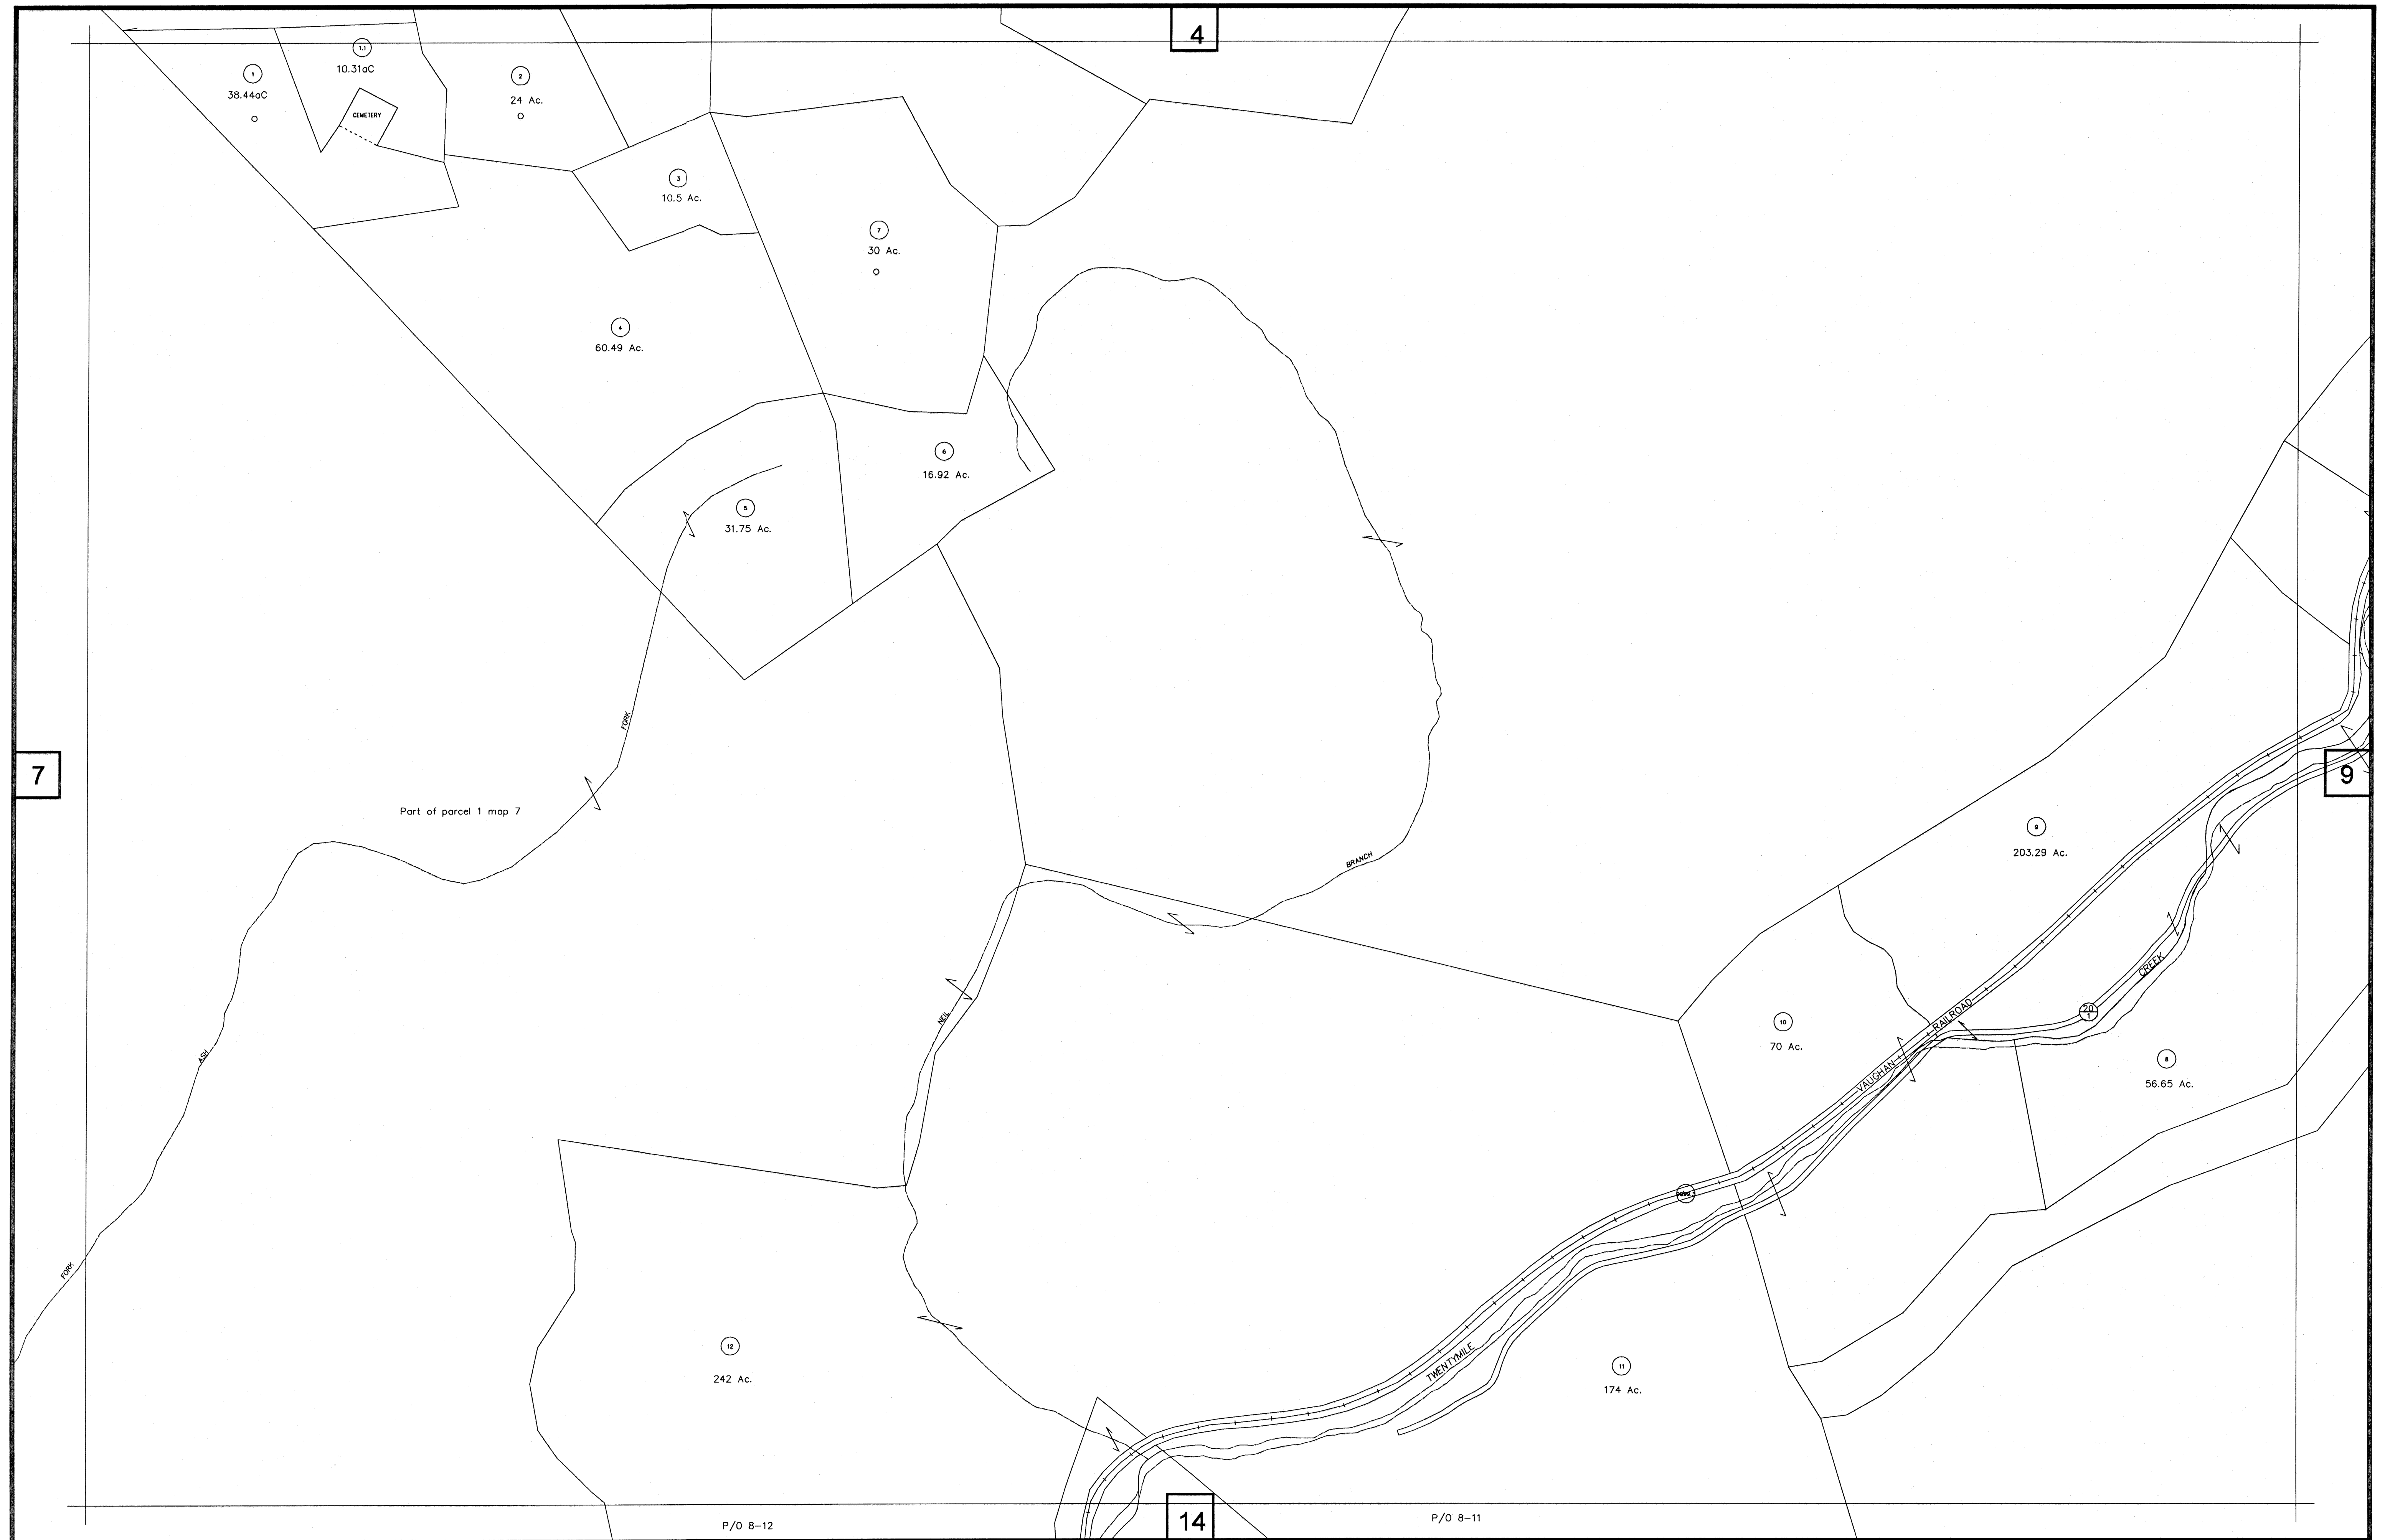 4
1
38.44aC
1.1
10.31aC
CEMETERY
2
24 Ac.
3
10.5 Ac.
7
30 Ac.
4
60.49 Ac.
6
16.92 Ac.
5
31.75 Ac.
FORK
7
9
Part of parcel 1 map 7
9
203.29 Ac.
BRANCH
CREEK
NEIL
10
70 Ac.
VAUGHAN
RAILROAD
20
1
ASH
8
56.65 Ac.
FORK
12
242 Ac.
TWENTYMILE
11
174 Ac.
P/O 8-12
14
P/O 8-11